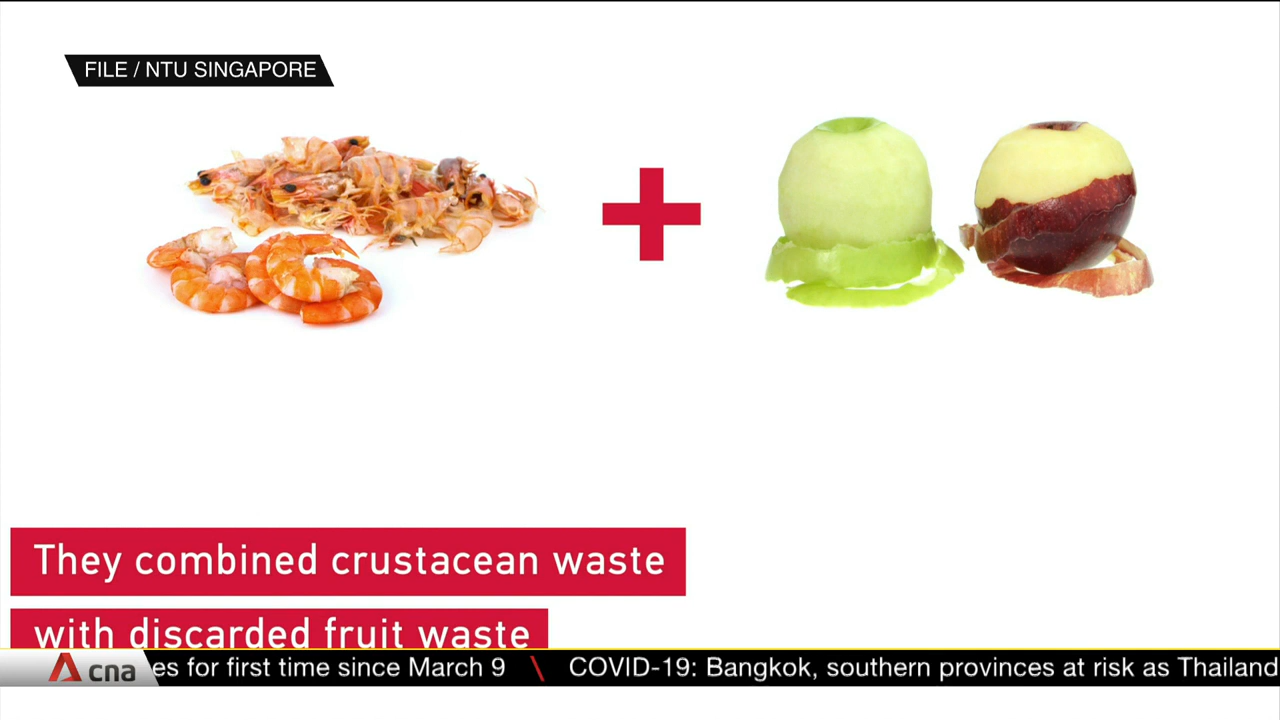 FILE / NTU SINGAPORE
They combined crustacean waste
with discarded fruit waste
cna
es for first time since March 9 \ COVID-19: Bangkok, southern provinces at risk as Thailand